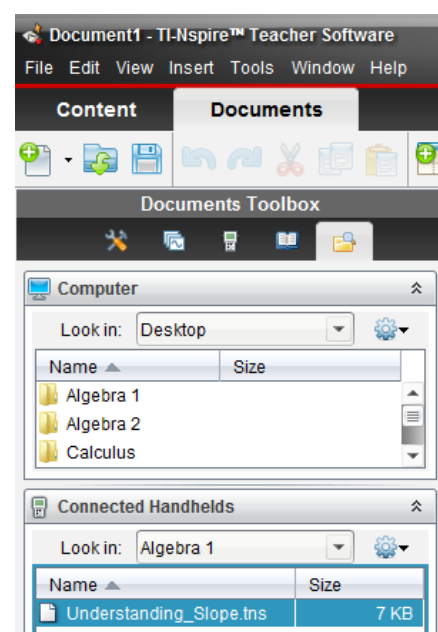 Document1 - TI-Nspire™ Teacher Software
File Edit View Insert Tools Window Help
Content Documents
Documents Toolbox
Computer
Look in: Desktop
Name Size
Algebra 1
Algebra 2
Calculus
Connected Handhelds
Look in: Algebra 1
Name Size
Understanding_Slope.tns 7 KB